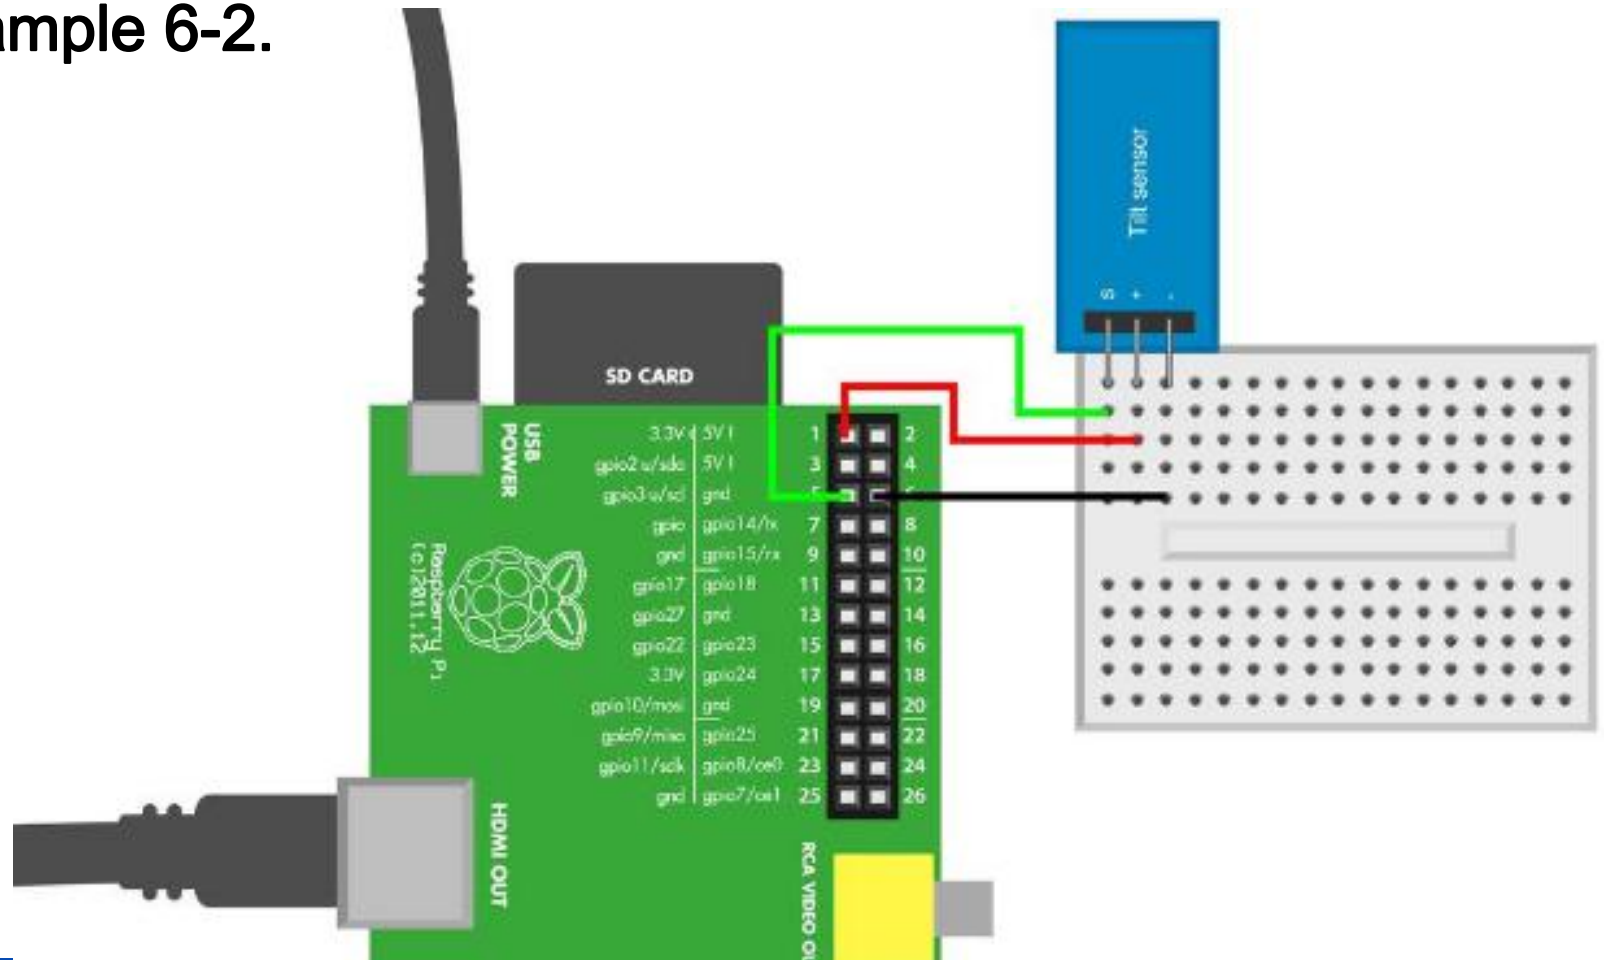 ample 6-2.
Tilt sensor
S + -
SD CARD
USB
POWER
3.3V 5V 1 2
gpio2 u/sda 5V 3 4
gpio3 u/scl gnd 5 6
gpio gpio14/tx 7 8
gnd gpio15/rx 9 10
gpio17 gpio18 11 12
gpio27 gnd 13 14
gpio22 gpio23 15 16
3.3V gpio24 17 18
gpio10/mosi gnd 19 20
gpio9/miso gpio25 21 22
gpio11/sclk gpio8/ce0 23 24
gnd gpio7/ce1 25 26
Raspberry Pi
(c)2011.12
HDMI OUT
RCA VIDEO OU